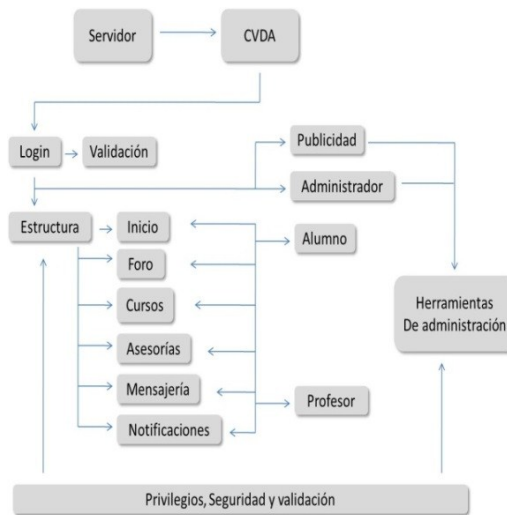 Servidor
CVDA
Login
Validación
Publicidad
Administrador
Estructura
Inicio
Alumno
Foro
Cursos
Herramientas
De administración
Asesorías
Mensajería
Profesor
Notificaciones
Privilegios, Seguridad y validación